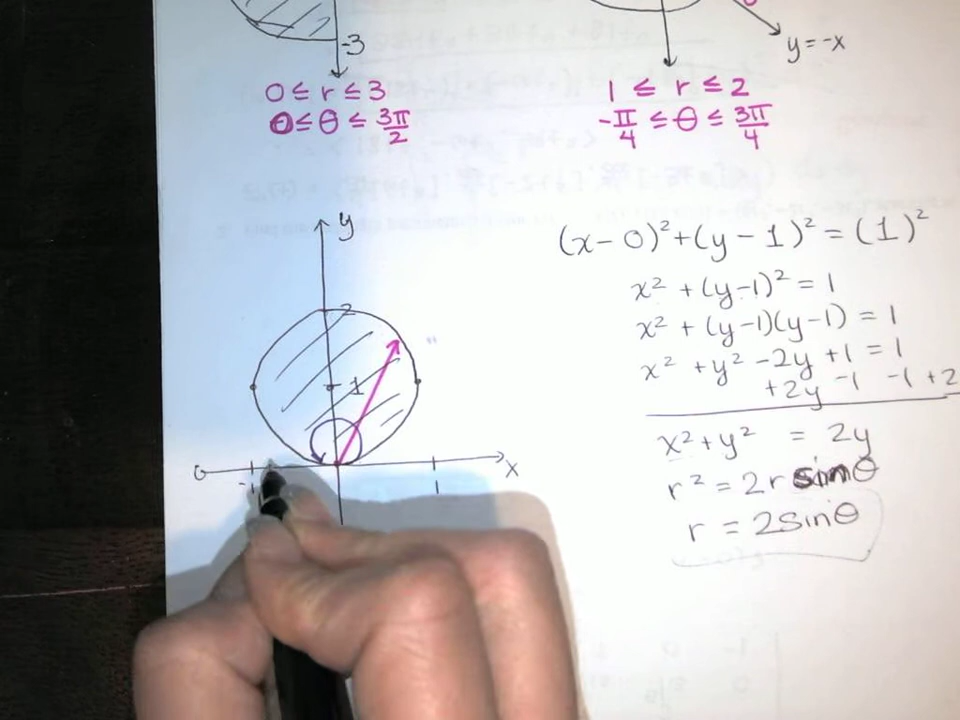 -3
y = -x
0 ≤ r ≤ 3
0 ≤ θ ≤ 3π/2
1 ≤ r ≤ 2
-π/4 ≤ θ ≤ 3π/4
y
2
1
x
-1
1
(x - 0)² + (y - 1)² = (1)²
x² + (y-1)² = 1
x² + (y-1)(y-1) = 1
x² + y² - 2y + 1 = 1
+2y -1 -1 +2
x² + y² = 2y
r² = 2r sinθ
r = 2sinθ